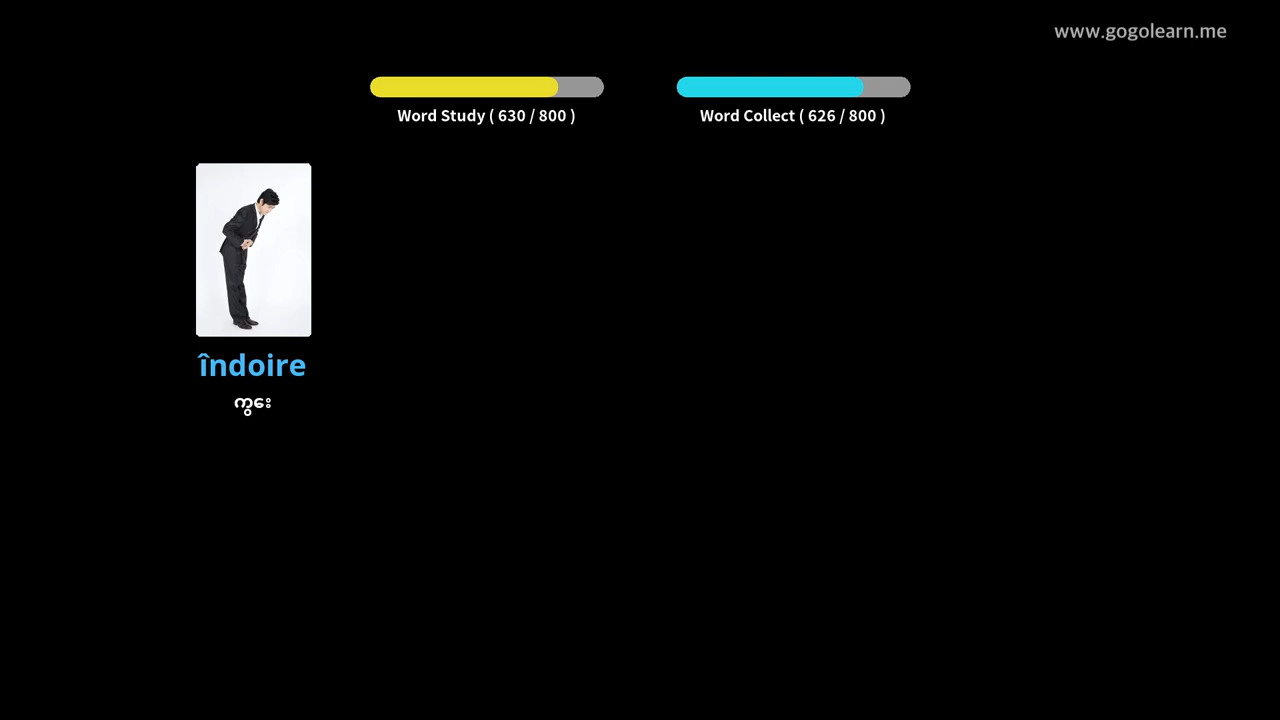 www.gogolearn.me
Word Study ( 630 / 800 )
Word Collect ( 626 / 800 )
îndoire
ကွေး